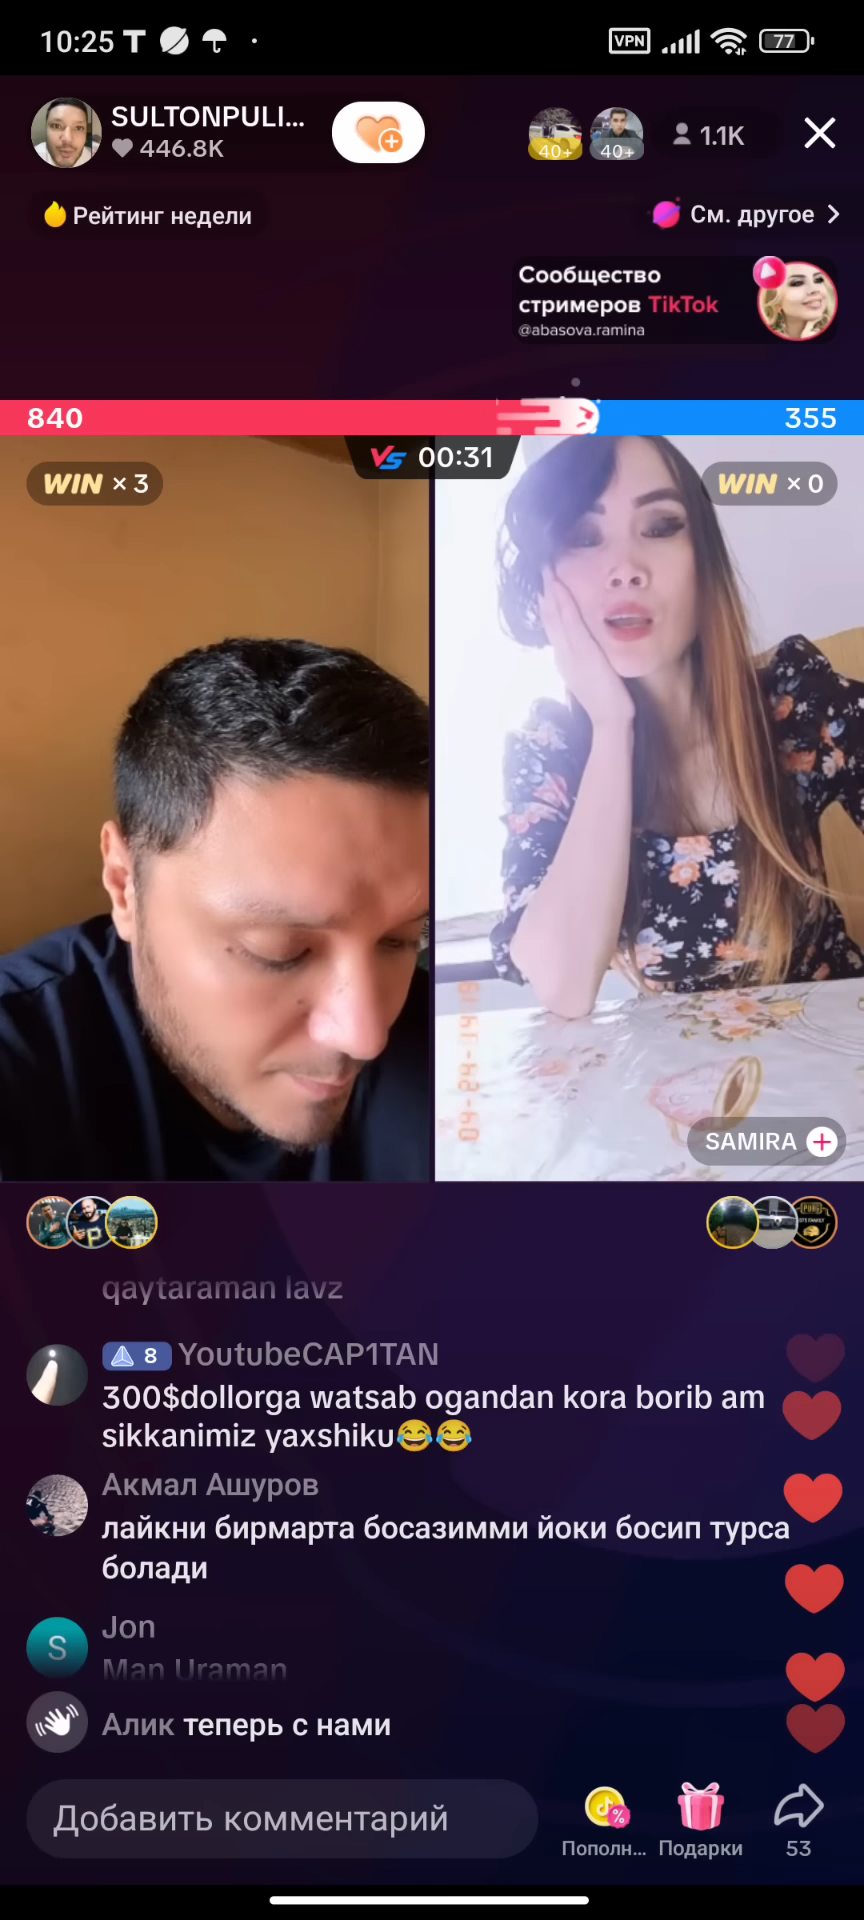 10:25
VPN
77
SULTONPULI...
446.8K
40+
40+
1.1K
Рейтинг недели
См. другое
Сообщество
стримеров TikTok
@abasova.ramina
840
355
VS 00:31
WIN × 3
WIN × 0
SAMIRA
qaytaraman lavz
8 YoutubeCAP1TAN
300$dollorga watsab ogandan kora borib am
sikkanimiz yaxshiku😂😂
Акмал Ашуров
лайкни бирмарта босазимми йоки босип турса
болади
S
Jon
Man Uraman
Алик теперь с нами
Добавить комментарий
Пополн...
Подарки
53